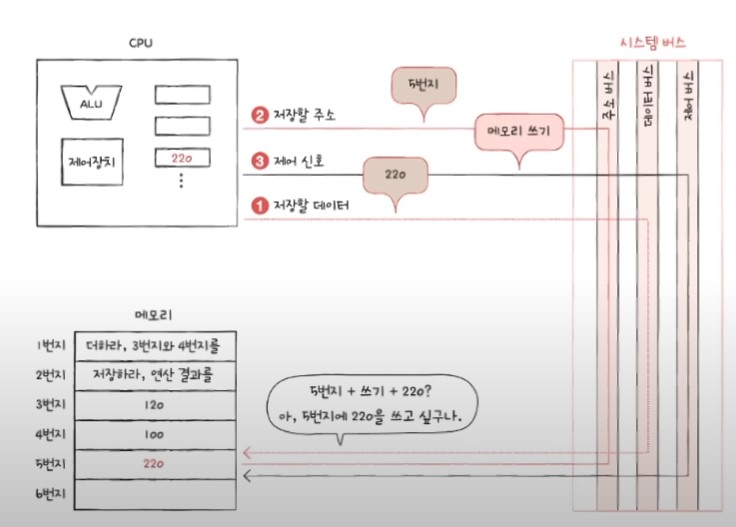 CPU
시스템 버스
ALU
제어장치
220
⋮
5번지
2 저장할 주소
메모리 쓰기
3 제어 신호
220
1 저장할 데이터
주소 버스
데이터 버스
제어 버스
메모리
1번지 더하라, 3번지와 4번지를
2번지 저장하라, 연산 결과를
3번지 120
4번지 100
5번지 220
6번지
5번지 + 쓰기 + 220?
아, 5번지에 220을 쓰고 싶구나.